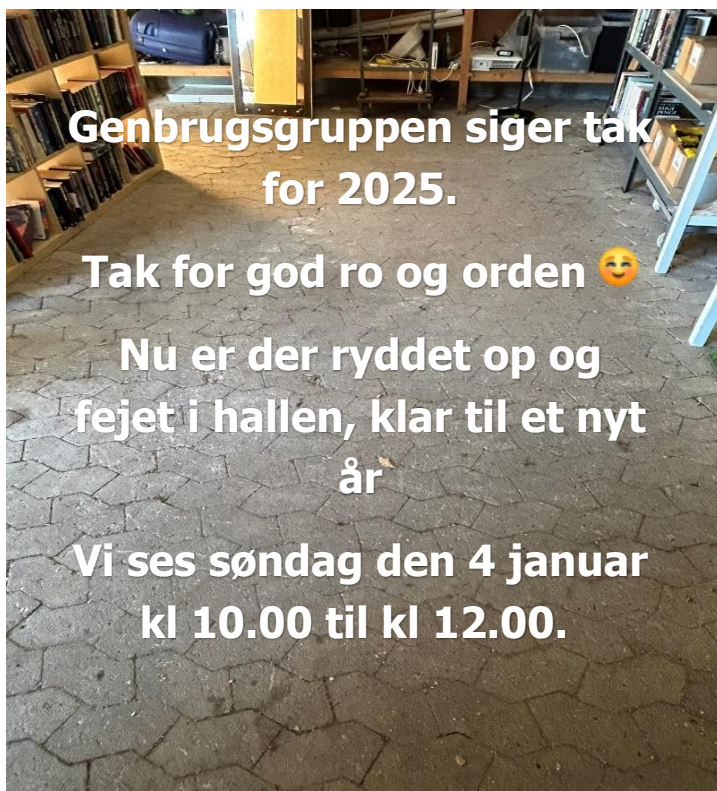 Genbrugsgruppen siger tak
for 2025.
Tak for god ro og orden ☺️
Nu er der ryddet op og
fejet i hallen, klar til et nyt
år
Vi ses søndag den 4 januar
kl 10.00 til kl 12.00.